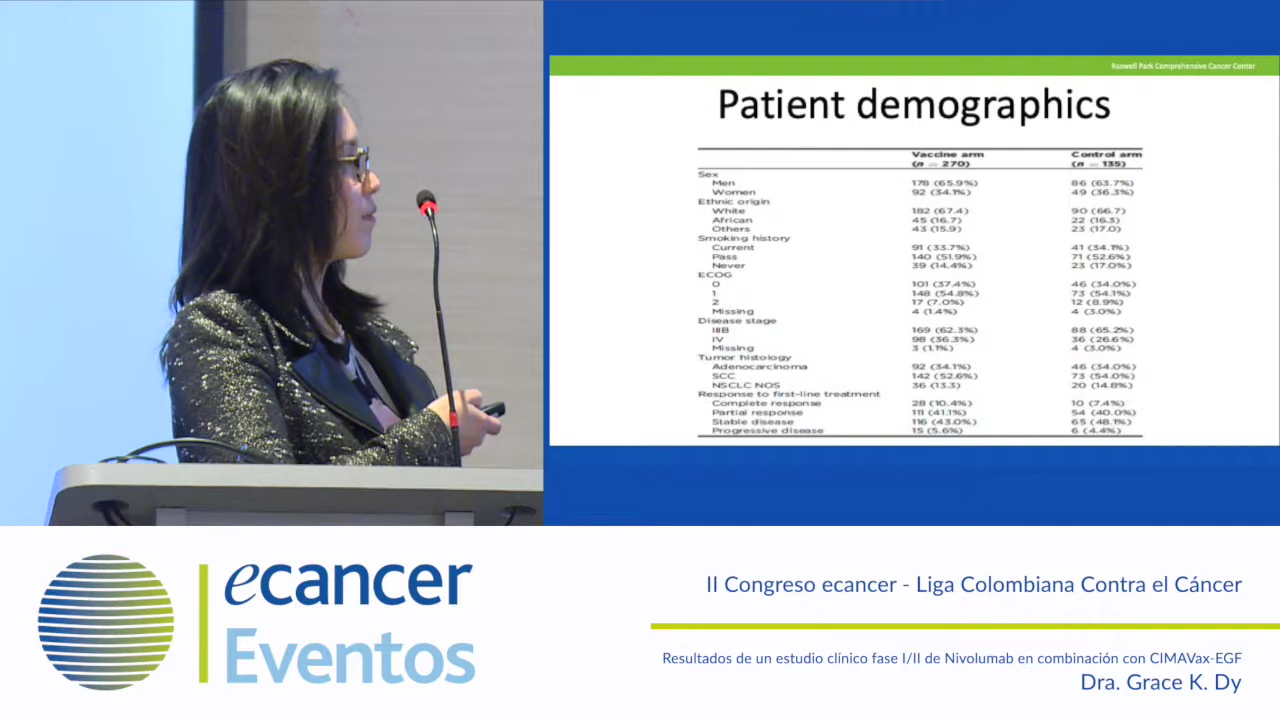 Roswell Park Comprehensive Cancer Center
Patient demographics
Vaccine arm (n = 270) Control arm (n = 135)
Sex
Men 178 (65.9%) 86 (63.7%)
Women 92 (34.1%) 49 (36.3%)
Ethnic origin
White 182 (67.4) 90 (66.7)
African 45 (16.7) 22 (16.3)
Others 43 (15.9) 23 (17.0)
Smoking history
Current 91 (33.7%) 41 (34.1%)
Pass 140 (51.9%) 71 (52.6%)
Never 39 (14.4%) 23 (17.0%)
ECOG
0 101 (37.4%) 46 (34.0%)
1 148 (54.8%) 73 (54.1%)
2 17 (7.0%) 12 (8.9%)
Missing 4 (1.4%) 4 (3.0%)
Disease stage
IIIB 169 (62.3%) 88 (65.2%)
IV 98 (36.3%) 36 (26.6%)
Missing 3 (1.1%) 4 (3.0%)
Tumor histology
Adenocarcinoma 92 (34.1%) 46 (34.0%)
SCC 142 (52.6%) 73 (54.0%)
NSCLC NOS 36 (13.3) 20 (14.8%)
Response to first-line treatment
Complete response 28 (10.4%) 10 (7.4%)
Partial response 111 (41.1%) 54 (40.0%)
Stable disease 116 (43.0%) 65 (48.1%)
Progressive disease 15 (5.6%) 6 (4.4%)
ecancer
Eventos
II Congreso ecancer - Liga Colombiana Contra el Cáncer
Resultados de un estudio clínico fase I/II de Nivolumab en combinación con CIMAVax-EGF
Dra. Grace K. Dy